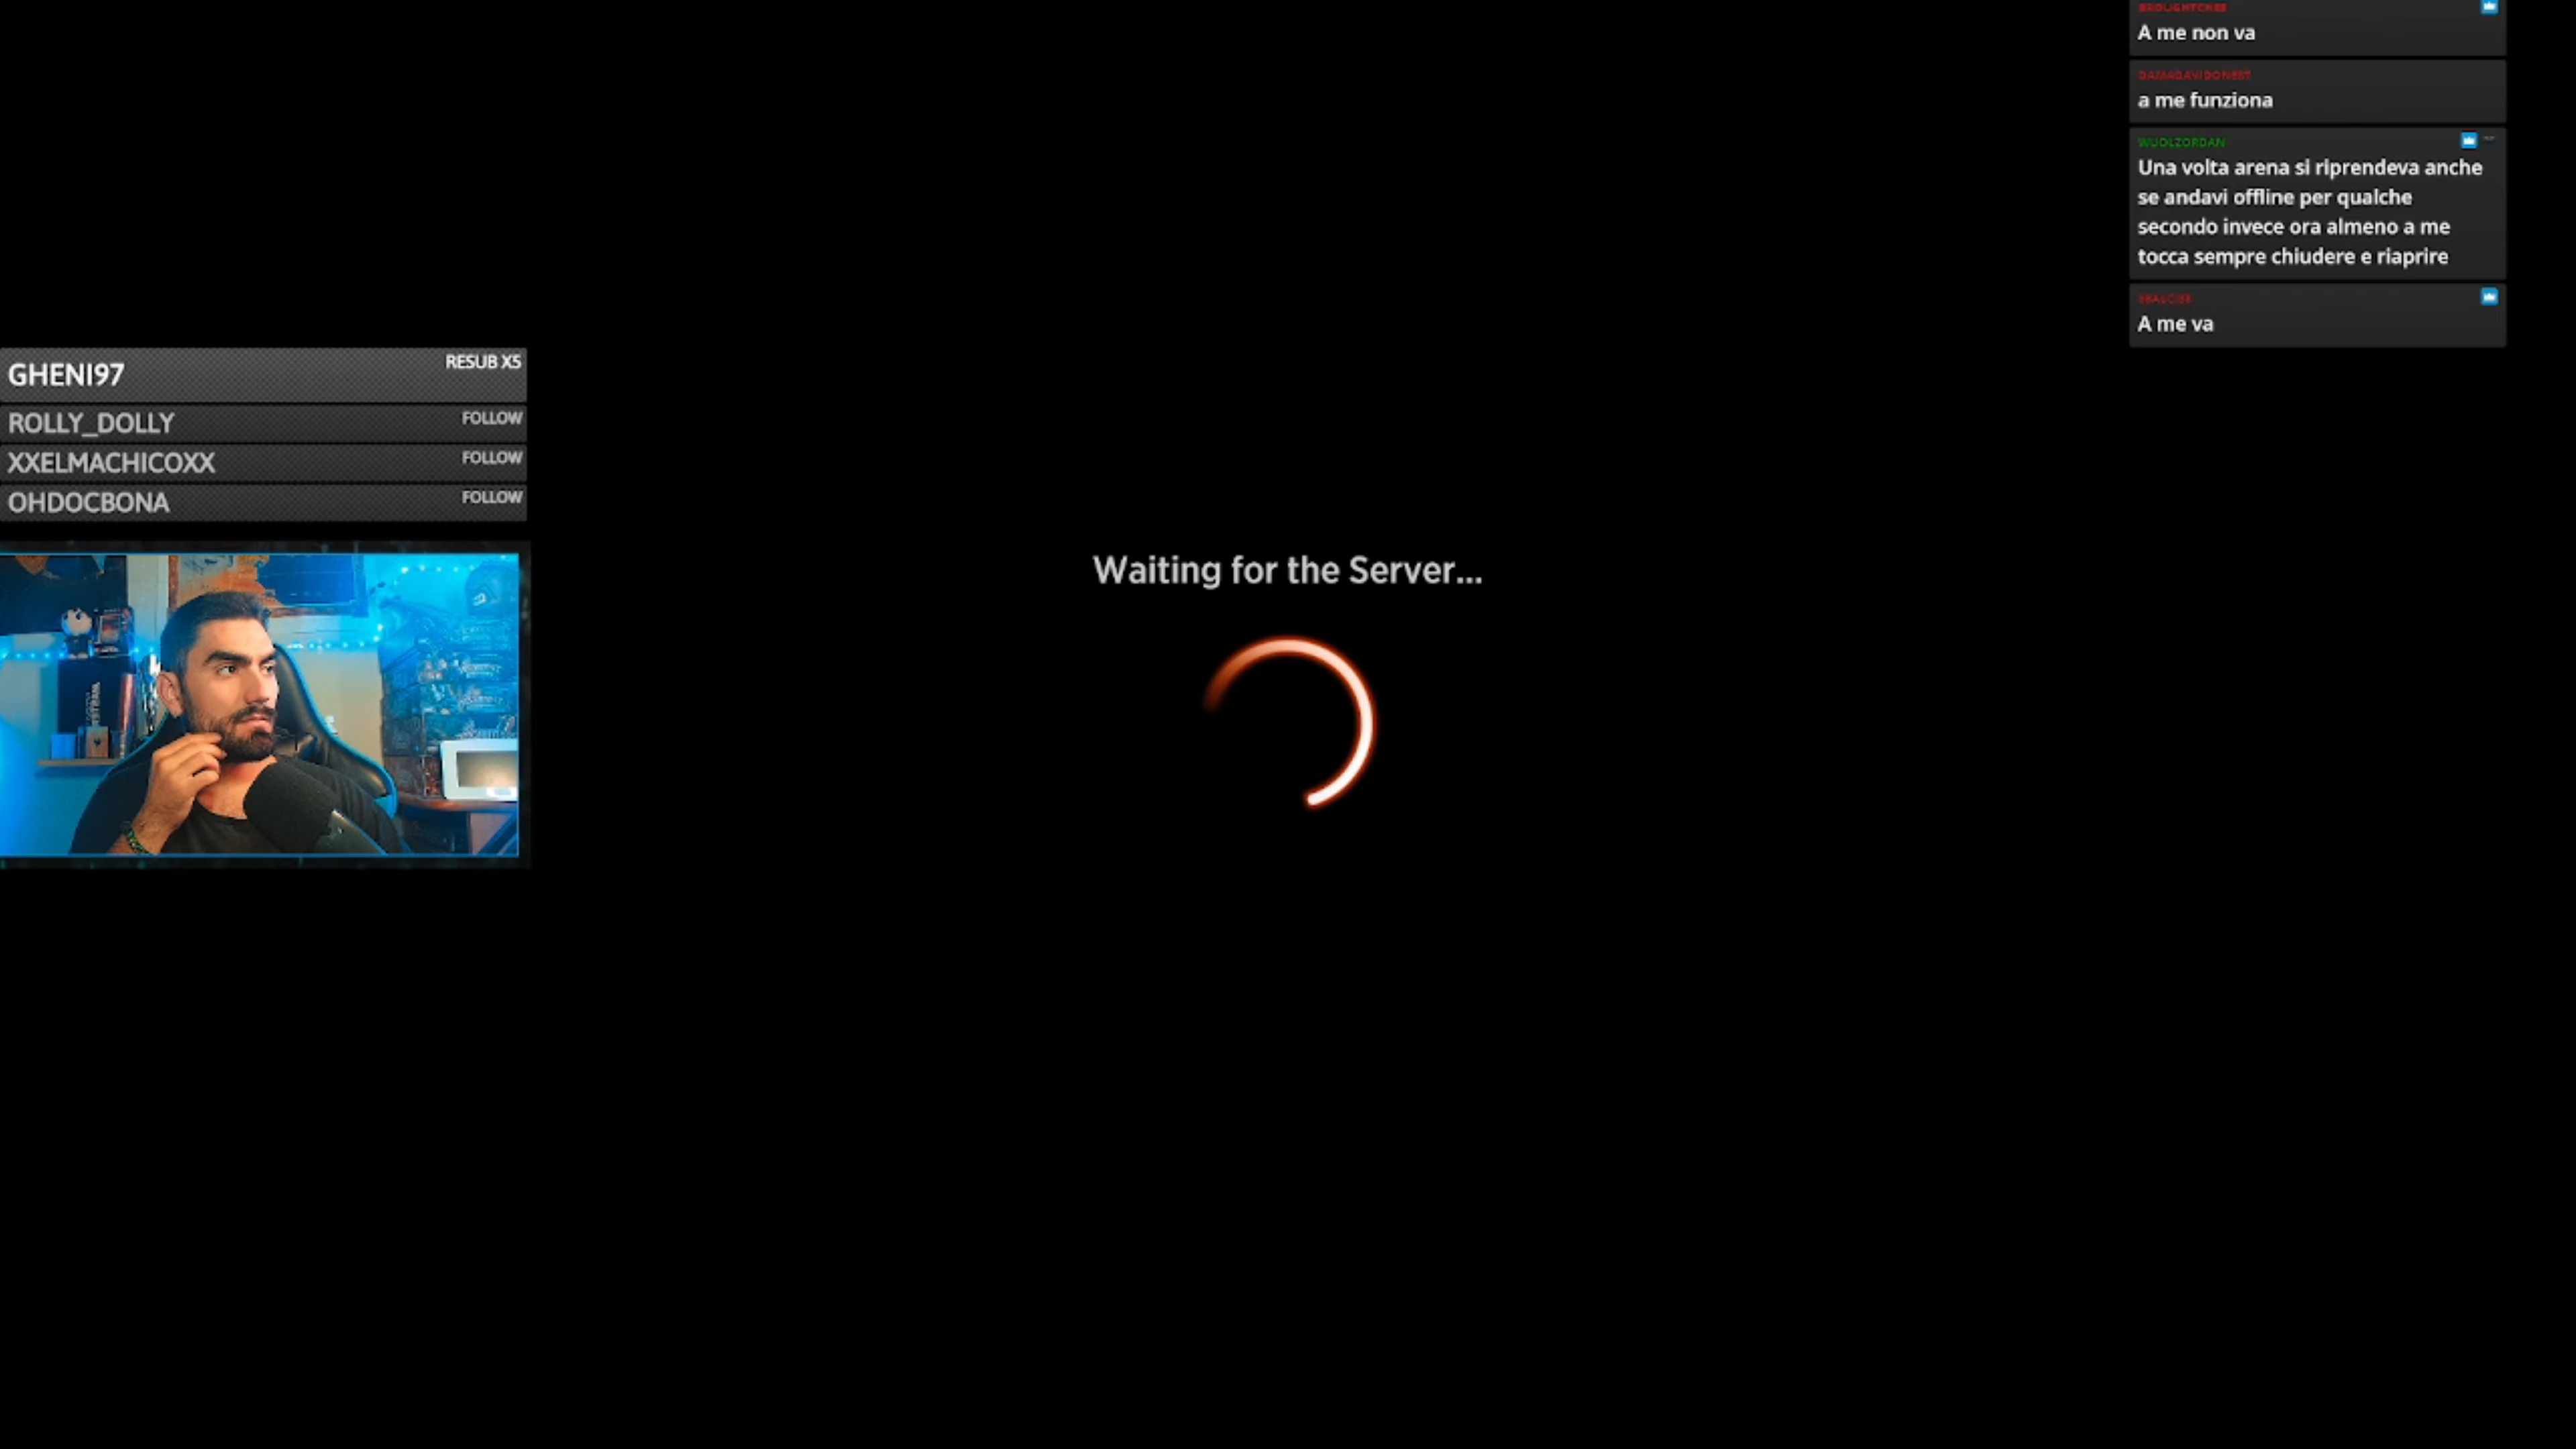 A me non va
a me funziona
WUOLZORDAN
Una volta arena si riprendeva anche
se andavi offline per qualche
secondo invece ora almeno a me
tocca sempre chiudere e riaprire
A me va
GHENI97
RESUB X5
ROLLY_DOLLY
FOLLOW
XXELMACHICOXX
FOLLOW
OHDOCBONA
FOLLOW
Waiting for the Server...